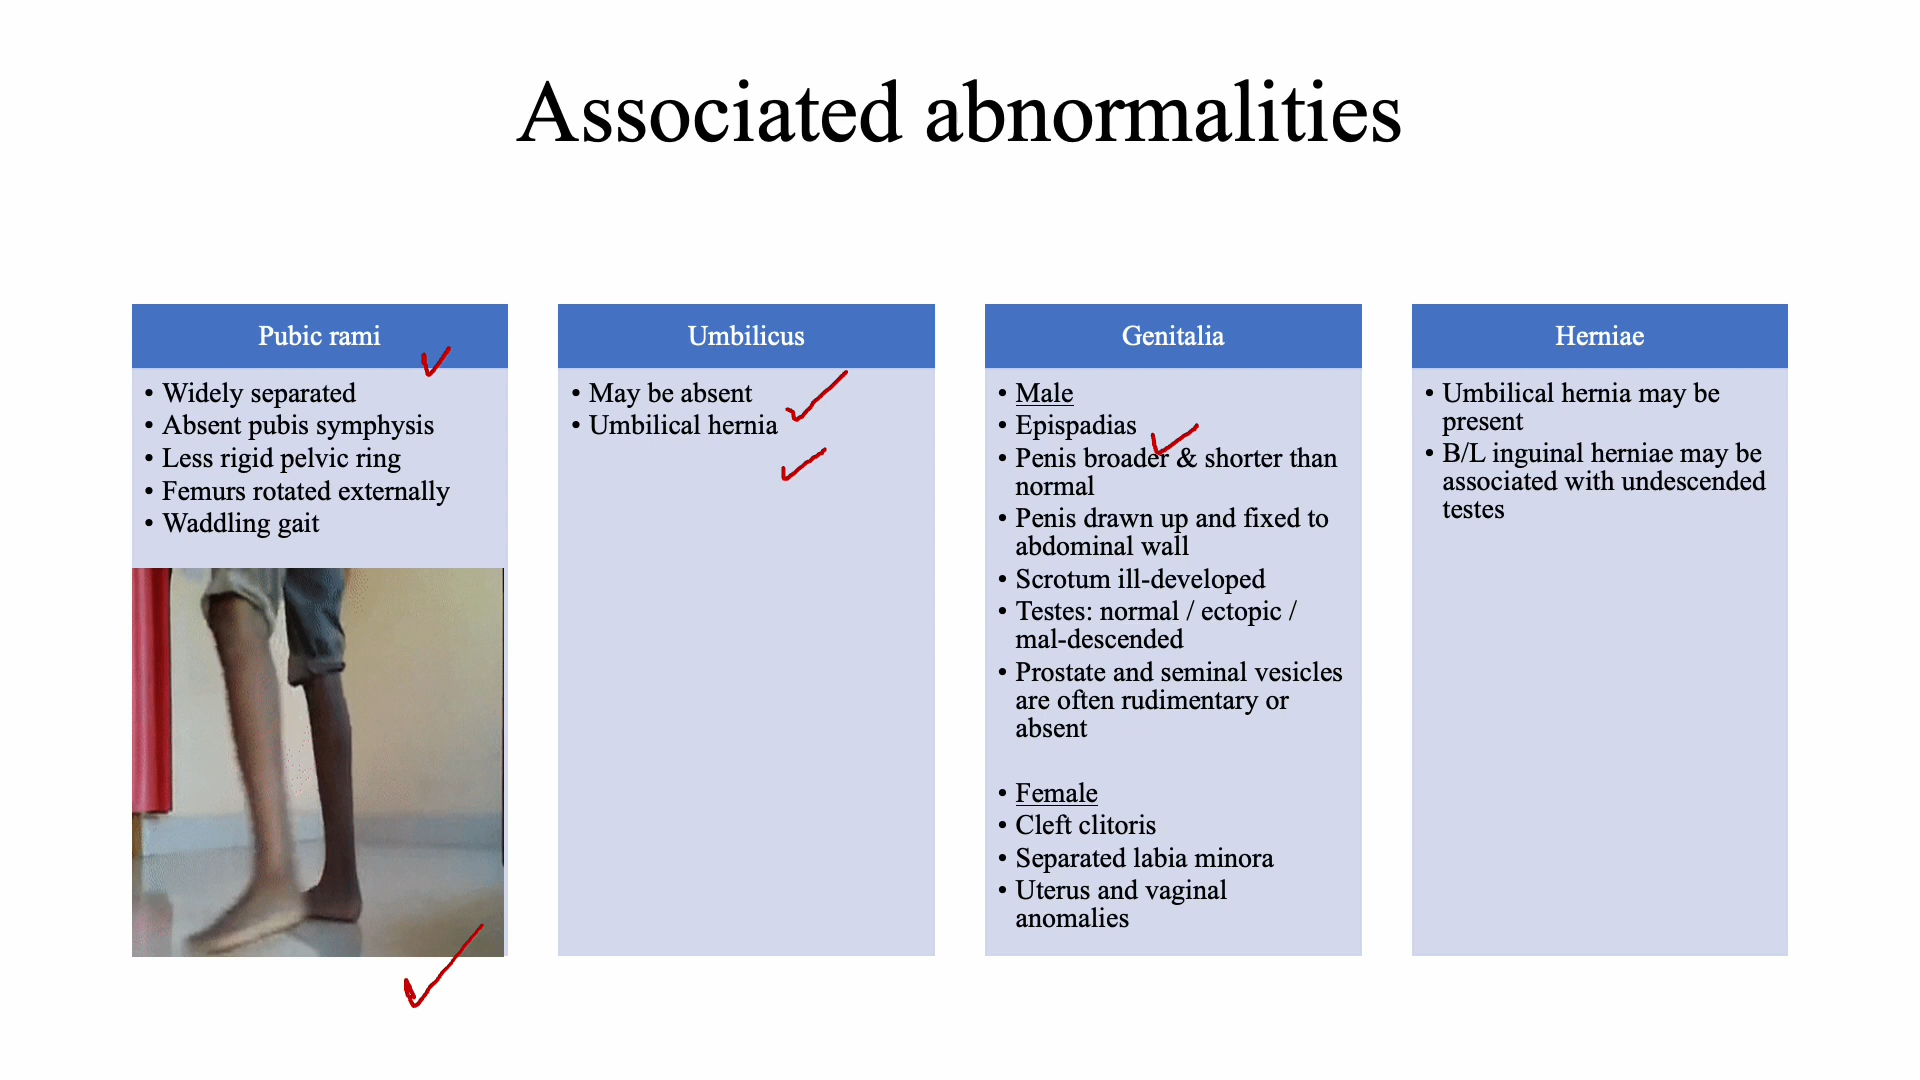 Associated abnormalities
Pubic rami
• Widely separated
• Absent pubis symphysis
• Less rigid pelvic ring
• Femurs rotated externally
• Waddling gait
Umbilicus
• May be absent
• Umbilical hernia
Genitalia
• Male
• Epispadias
• Penis broader & shorter than
normal
• Penis drawn up and fixed to
abdominal wall
• Scrotum ill-developed
• Testes: normal / ectopic /
mal-descended
• Prostate and seminal vesicles
are often rudimentary or
absent
• Female
• Cleft clitoris
• Separated labia minora
• Uterus and vaginal
anomalies
Herniae
• Umbilical hernia may be
present
• B/L inguinal herniae may be
associated with undescended
testes